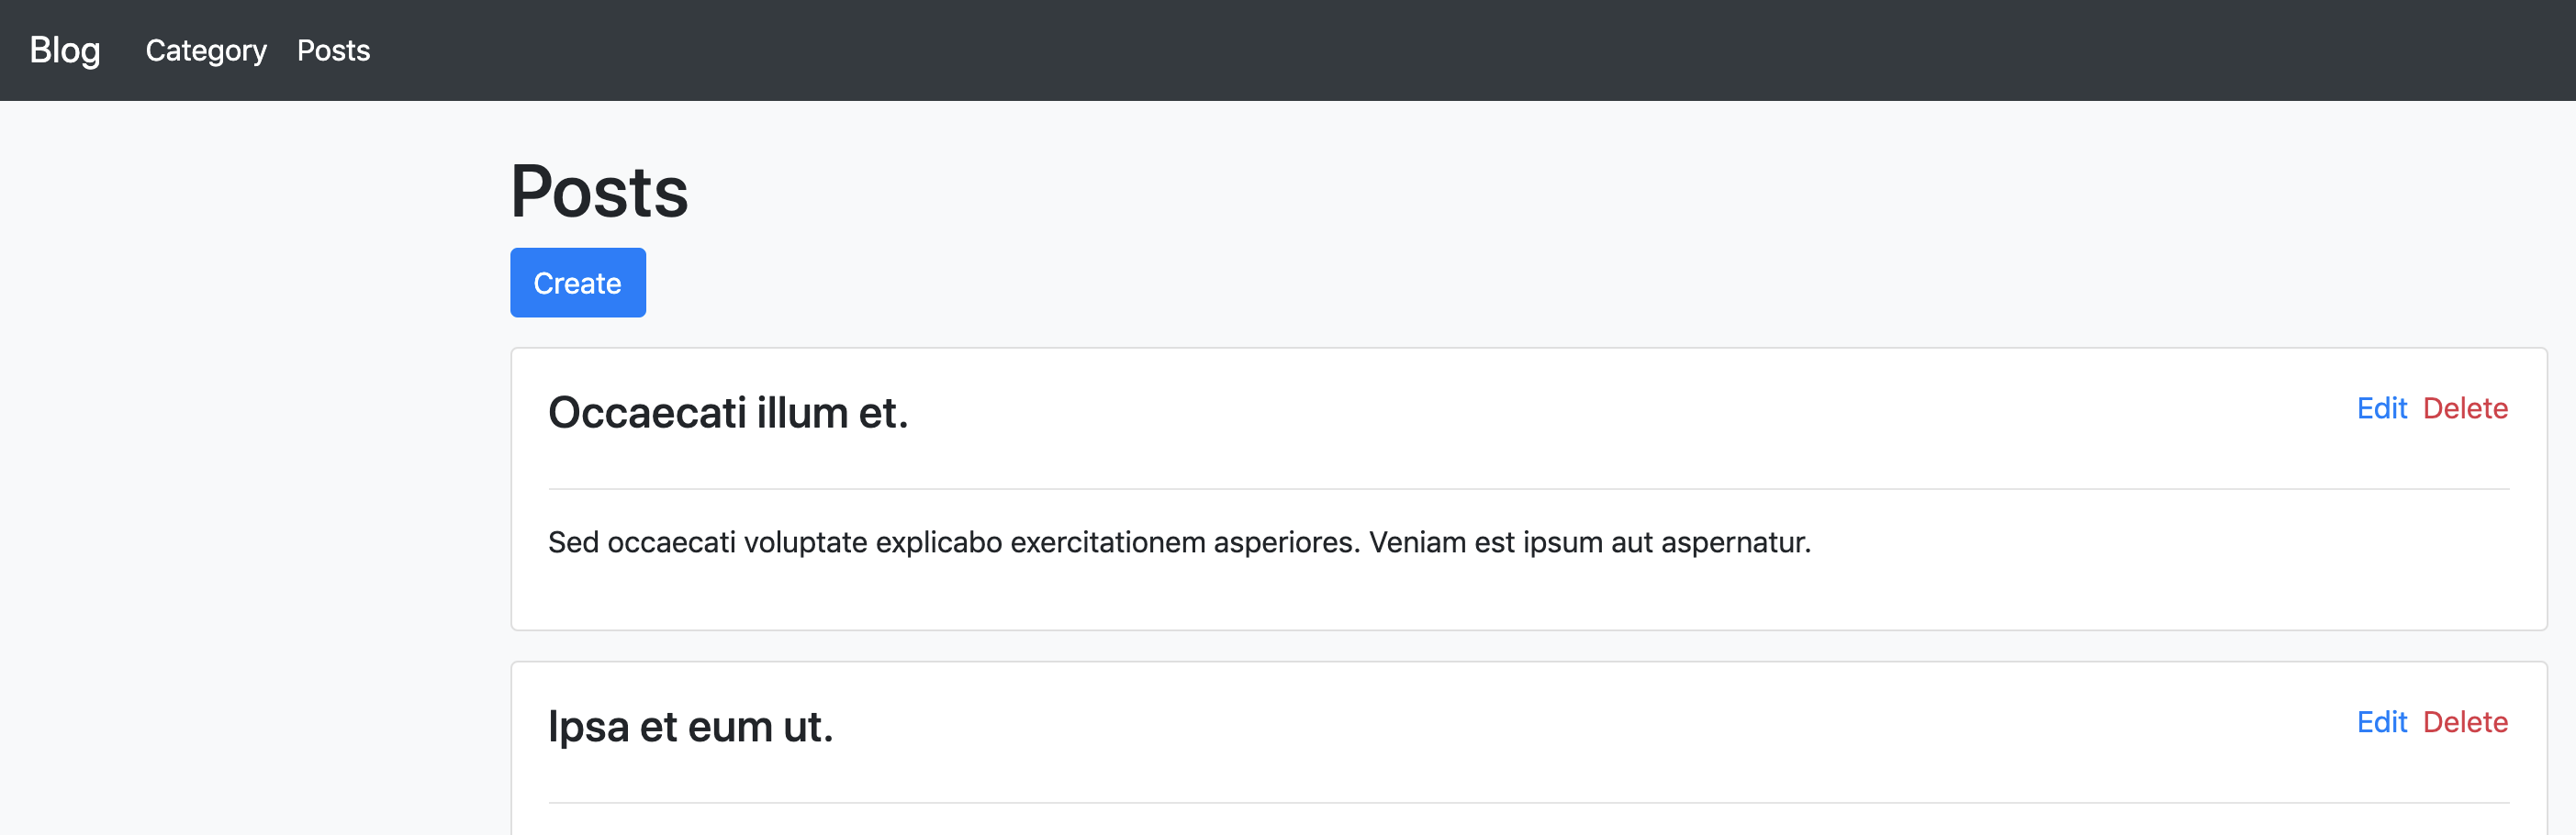 Blog Category Posts
Posts
Create
Occaecati illum et. Edit Delete
Sed occaecati voluptate explicabo exercitationem asperiores. Veniam est ipsum aut aspernatur.
Ipsa et eum ut. Edit Delete